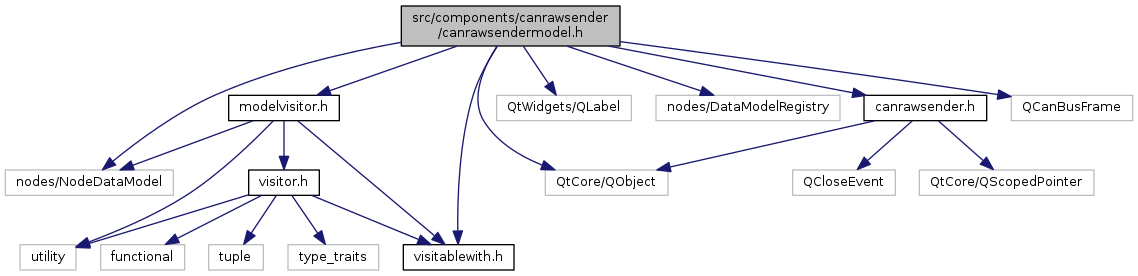 src/components/canrawsender
/canrawsendermodel.h
modelvisitor.h
QtWidgets/QLabel
nodes/DataModelRegistry
canrawsender.h
QCanBusFrame
nodes/NodeDataModel
visitor.h
QtCore/QObject
QCloseEvent
QtCore/QScopedPointer
utility
functional
tuple
type_traits
visitablewith.h